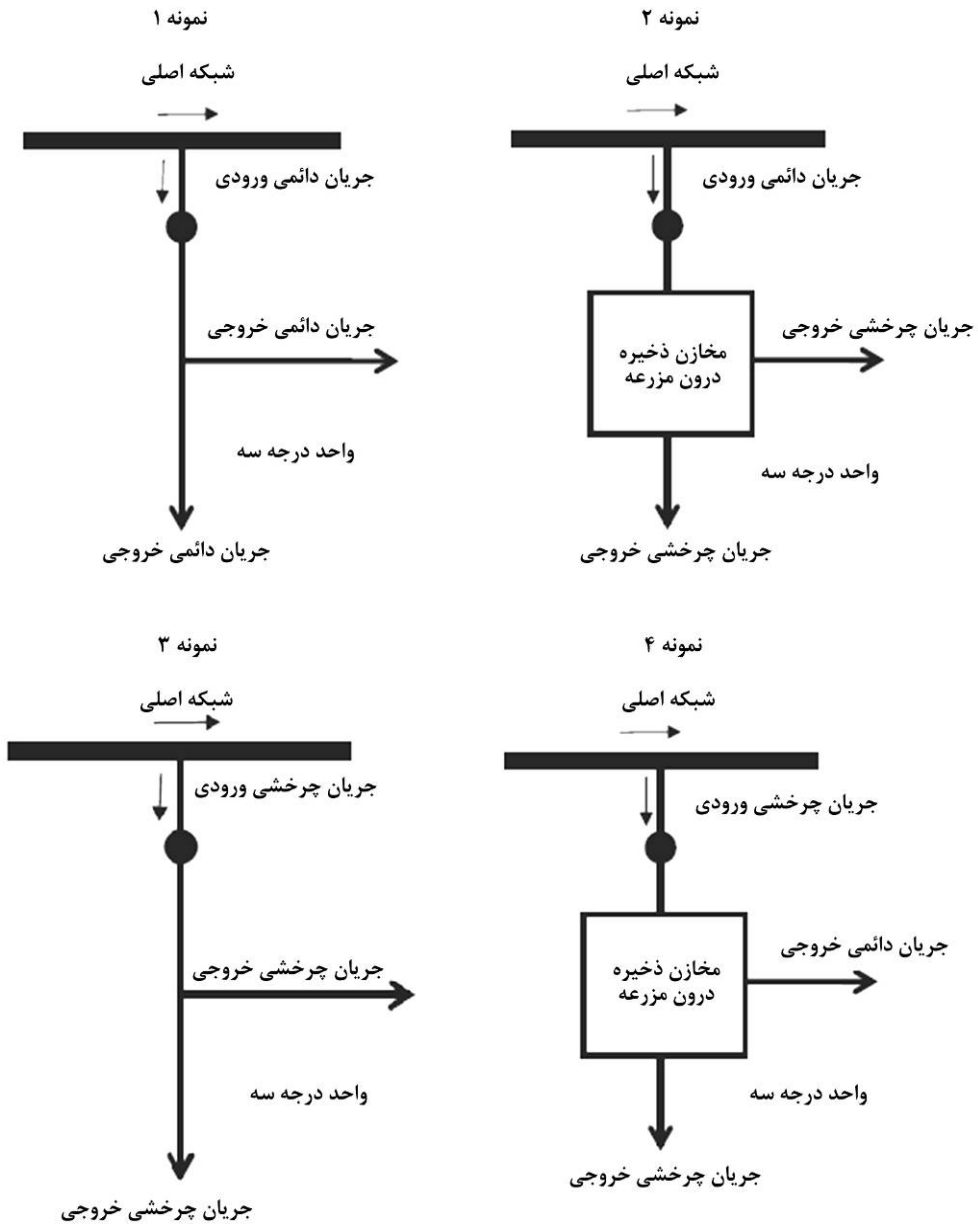 نمونه ۱
شبکه اصلی
جریان دائمی ورودی
جریان دائمی خروجی
واحد درجه سه
جریان دائمی خروجی
نمونه ۲
شبکه اصلی
جریان دائمی ورودی
مخازن ذخیره
درون مزرعه
جریان چرخشی خروجی
واحد درجه سه
جریان چرخشی خروجی
نمونه ۳
شبکه اصلی
جریان چرخشی ورودی
جریان چرخشی خروجی
واحد درجه سه
جریان چرخشی خروجی
نمونه ۴
شبکه اصلی
جریان چرخشی ورودی
مخازن ذخیره
درون مزرعه
جریان دائمی خروجی
واحد درجه سه
جریان چرخشی خروجی